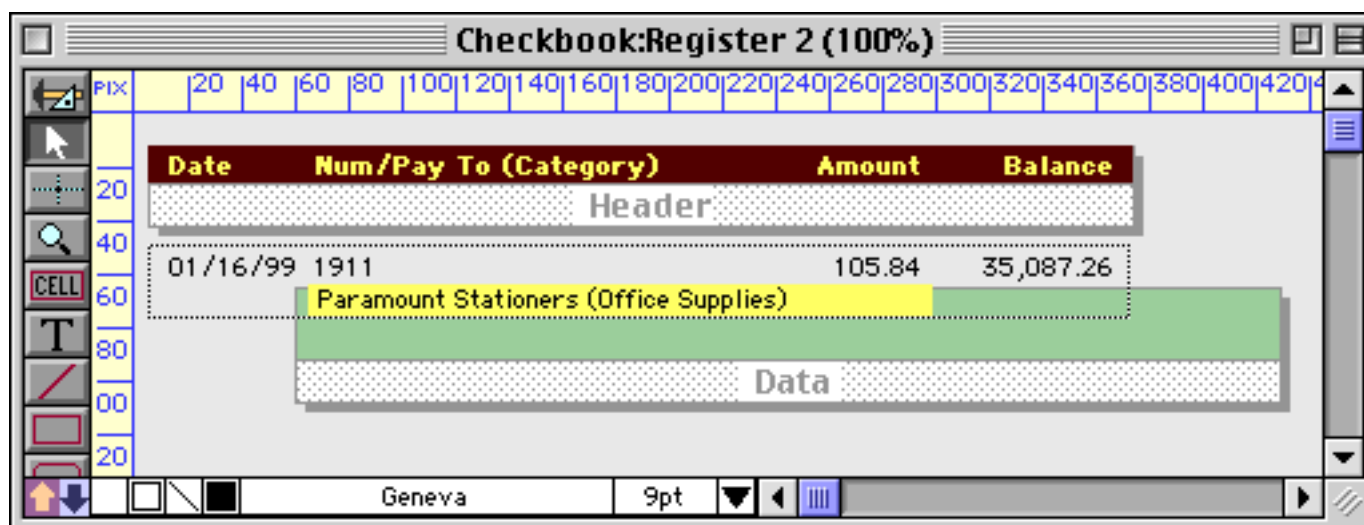 Checkbook:Register 2 (100%)
PIX 20 40 60 80 100 120 140 160 180 200 220 240 260 280 300 320 340 360 380 400 420 4
Date Num/Pay To (Category) Amount Balance
20
Header
40
01/16/99 1911 105.84 35,087.26
CELL
60
Paramount Stationers (Office Supplies)
T
80
Data
00
20
Geneva 9pt